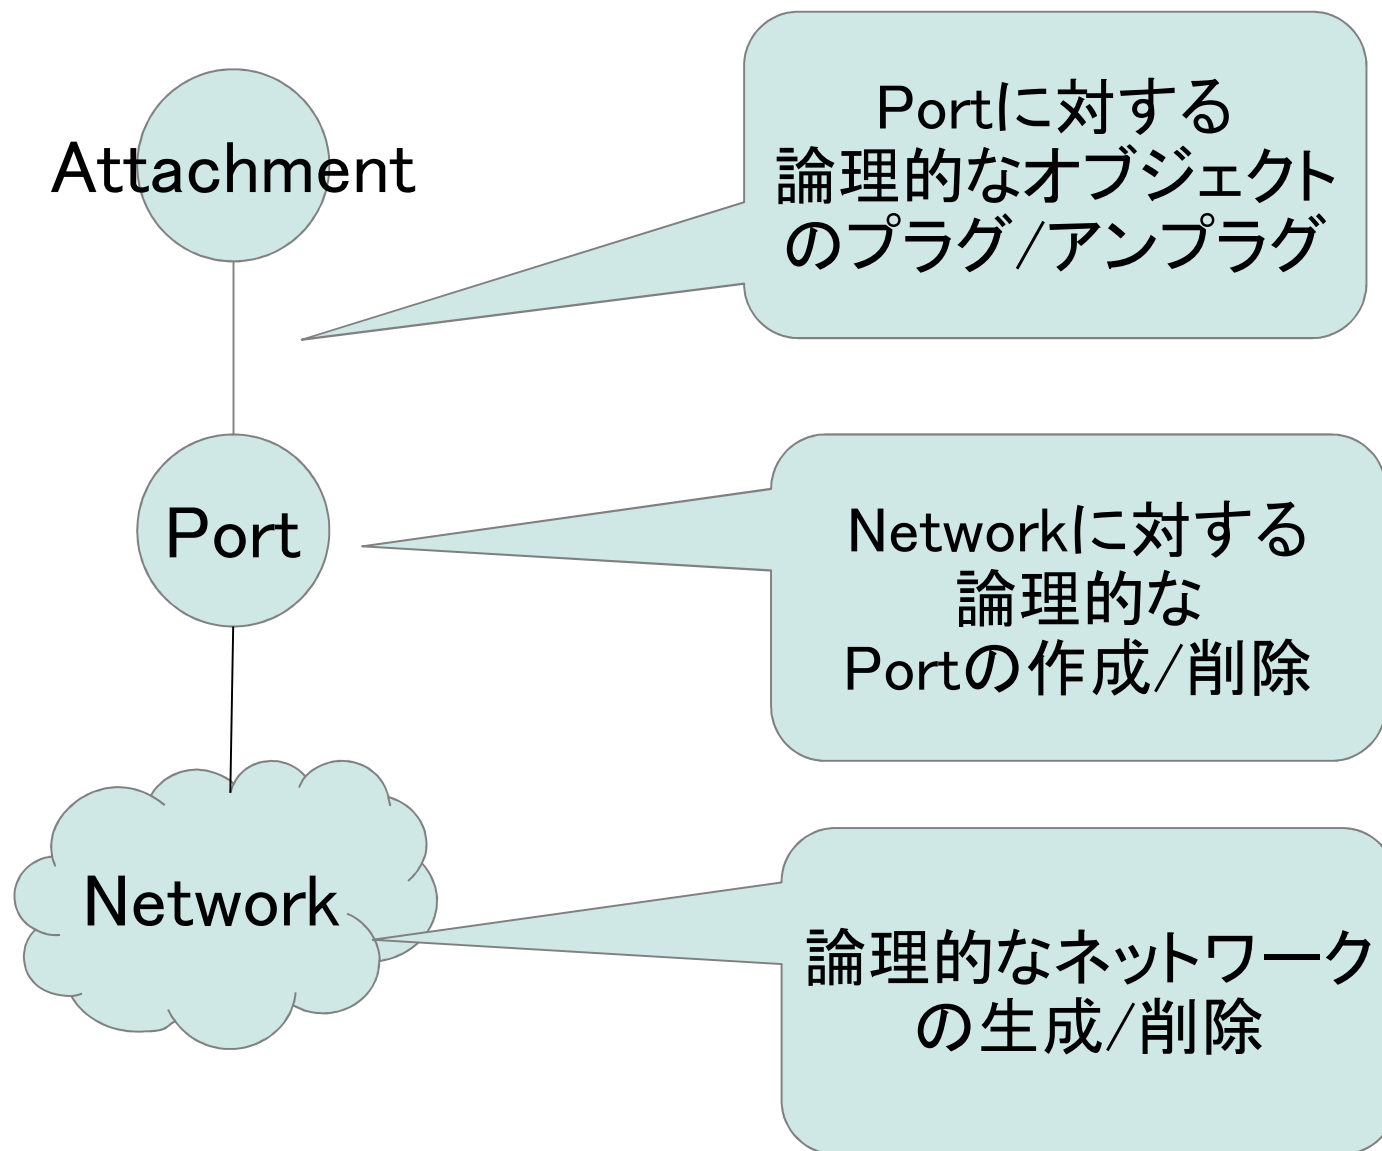 Attachment
Portに対する
論理的なオブジェクト
のプラグ/アンプラグ
Port
Networkに対する
論理的な
Portの作成/削除
Network
論理的なネットワーク
の生成/削除